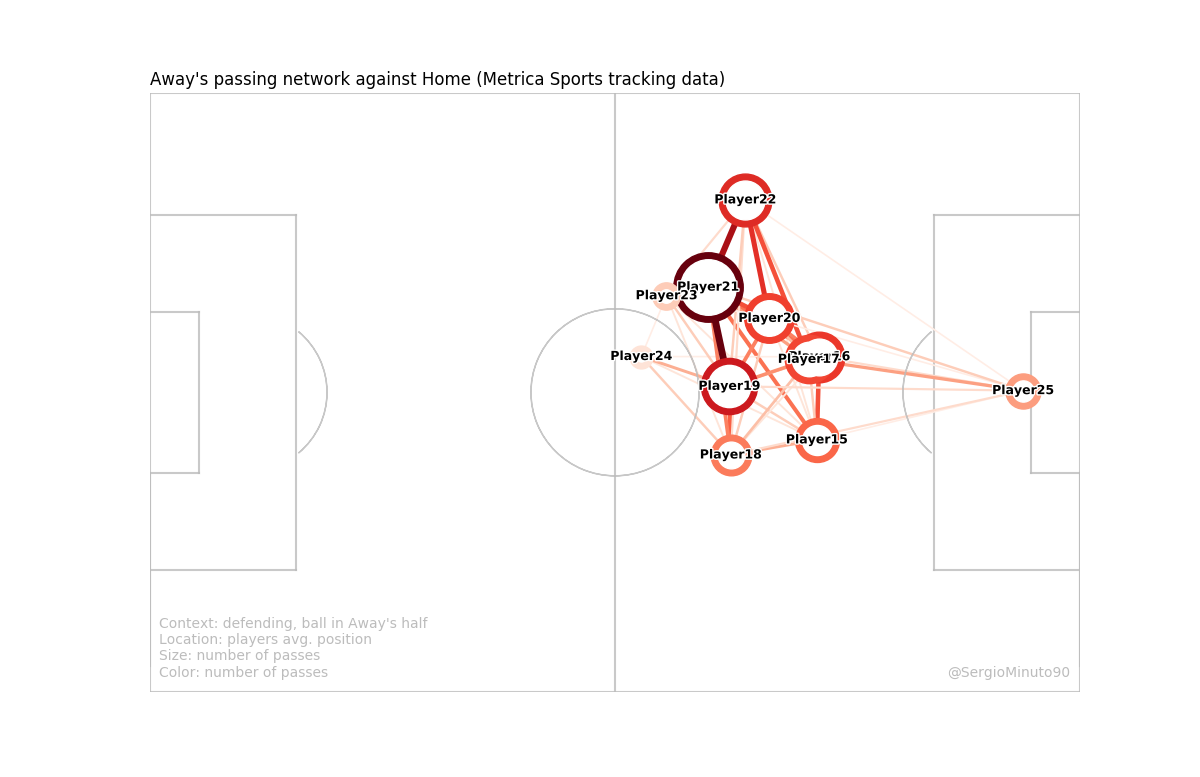 Away's passing network against Home (Metrica Sports tracking data)
Player22
Player21
Player23
Player20
Player24
Player17
Player19
Player25
Player15
Player18
Context: defending, ball in Away's half
Location: players avg. position
Size: number of passes
Color: number of passes
@SergioMinuto90